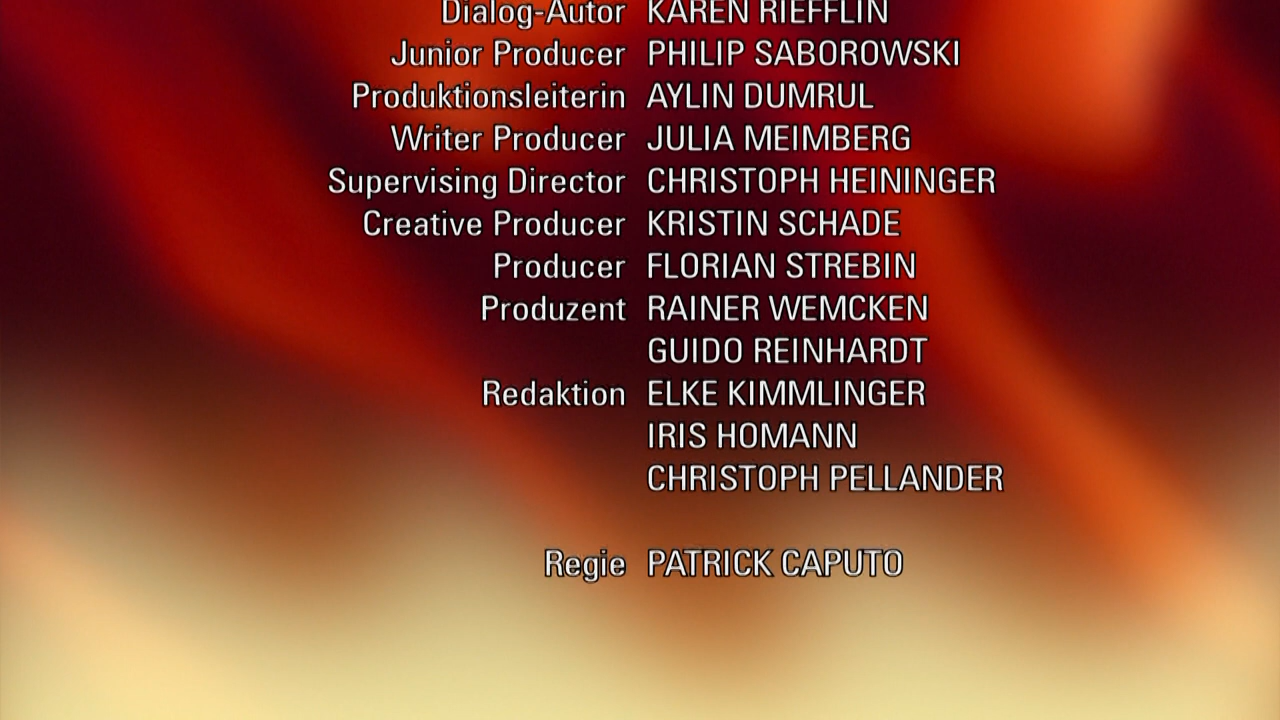 Dialog-Autor KAREN RIEFFLIN
Junior Producer PHILIP SABOROWSKI
Produktionsleiterin AYLIN DUMRUL
Writer Producer JULIA MEIMBERG
Supervising Director CHRISTOPH HEININGER
Creative Producer KRISTIN SCHADE
Producer FLORIAN STREBIN
Produzent RAINER WEMCKEN
GUIDO REINHARDT
Redaktion ELKE KIMMLINGER
IRIS HOMANN
CHRISTOPH PELLANDER
Regie PATRICK CAPUTO